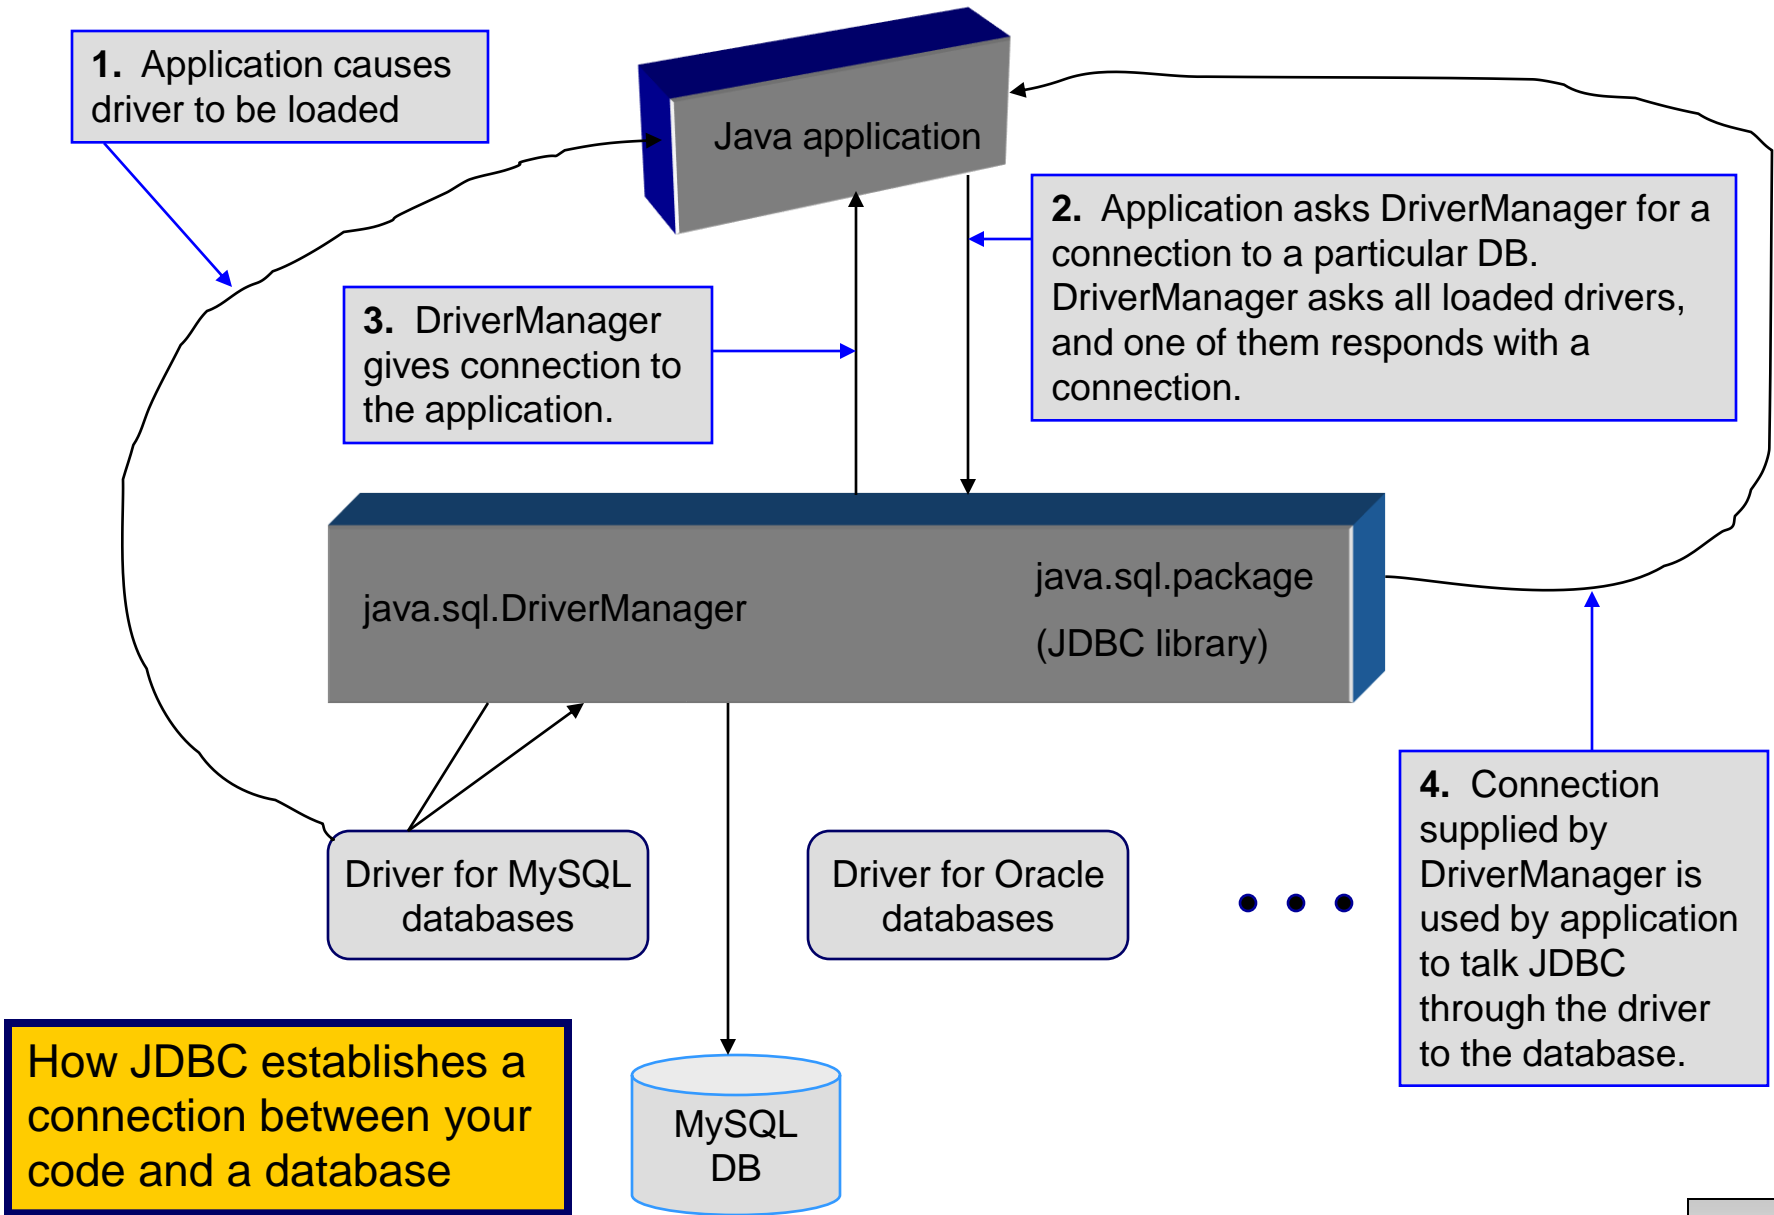 1. Application causes
driver to be loaded
Java application
2. Application asks DriverManager for a
connection to a particular DB.
DriverManager asks all loaded drivers,
and one of them responds with a
connection.
3. DriverManager
gives connection to
the application.
java.sql.DriverManager
java.sql.package
(JDBC library)
Driver for MySQL
databases
Driver for Oracle
databases
4. Connection
supplied by
DriverManager is
used by application
to talk JDBC
through the driver
to the database.
How JDBC establishes a
connection between your
code and a database
MySQL
DB